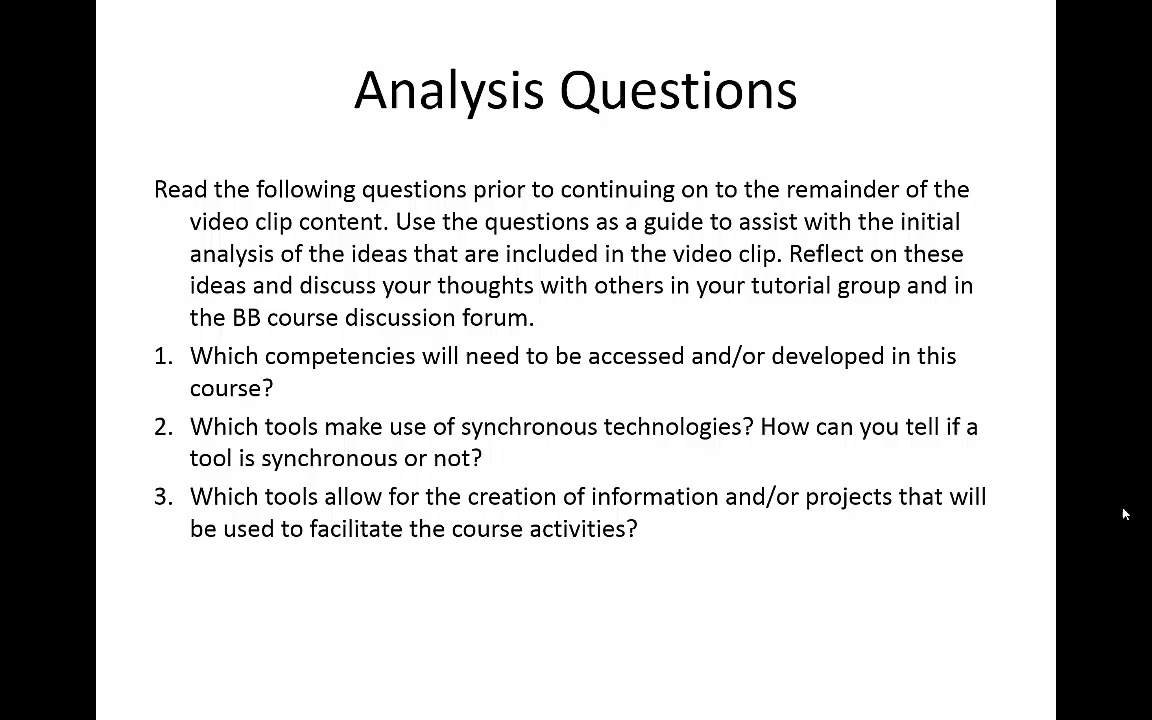 Analysis Questions
Read the following questions prior to continuing on to the remainder of the
video clip content. Use the questions as a guide to assist with the initial
analysis of the ideas that are included in the video clip. Reflect on these
ideas and discuss your thoughts with others in your tutorial group and in
the BB course discussion forum.
1. Which competencies will need to be accessed and/or developed in this
course?
2. Which tools make use of synchronous technologies? How can you tell if a
tool is synchronous or not?
3. Which tools allow for the creation of information and/or projects that will
be used to facilitate the course activities?